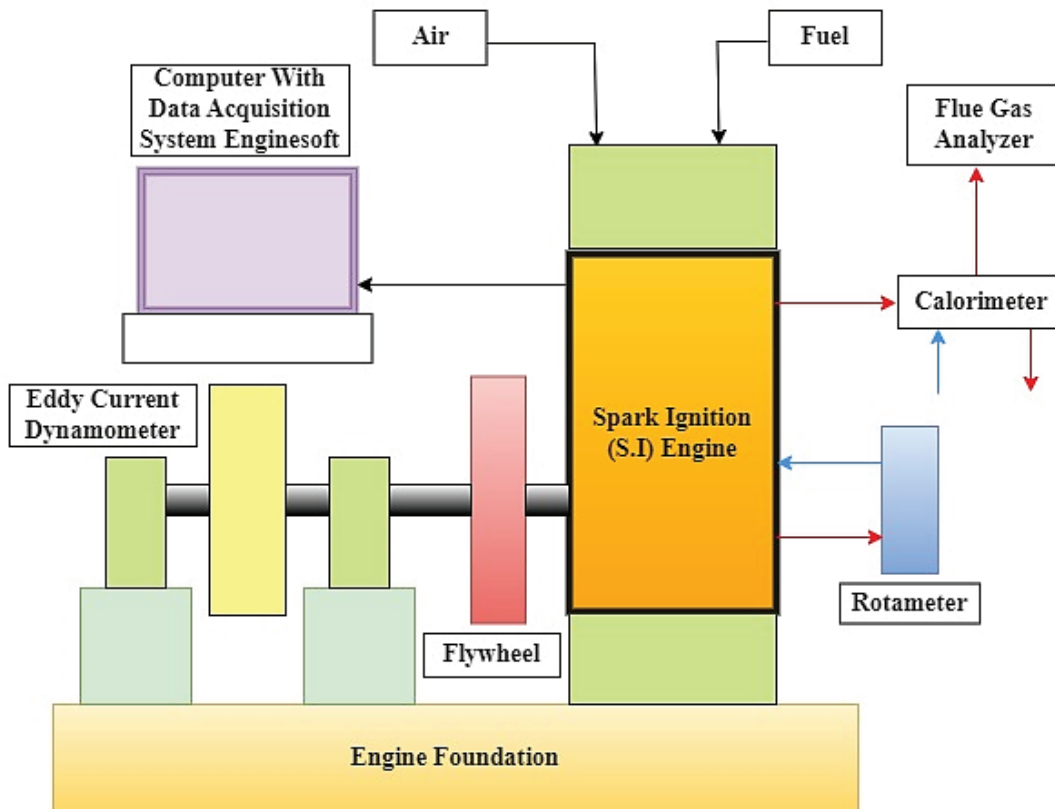 Air
Fuel
Computer With
Data Acquisition
System Enginesoft
Flue Gas
Analyzer
Calorimeter
Eddy Current
Dynamometer
Spark Ignition
(S.I) Engine
Rotameter
Flywheel
Engine Foundation